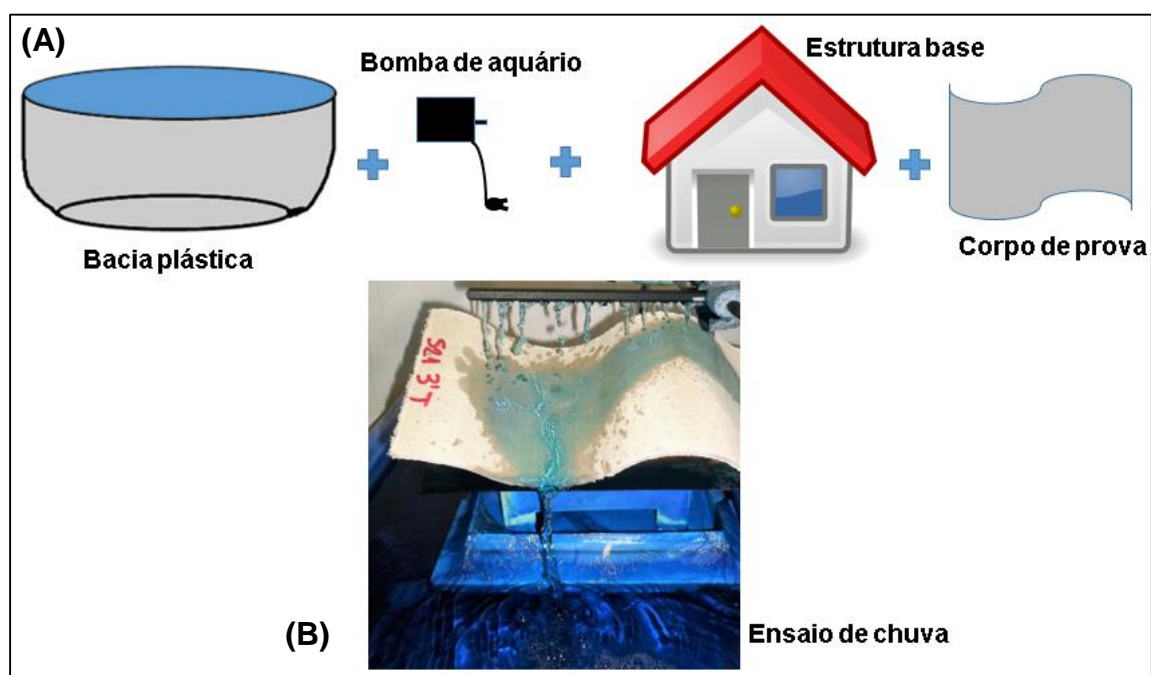 (A)
Bomba de aquário
Estrutura base
Bacia plástica
Corpo de prova
(B)
Ensaio de chuva